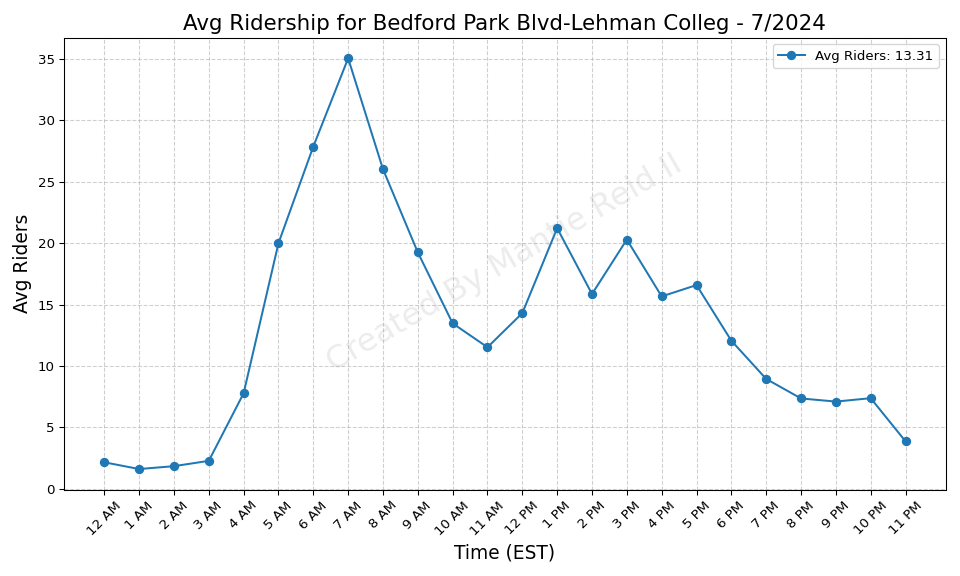 Avg Ridership for Bedford Park Blvd-Lehman Colleg - 7/2024
Avg Riders: 13.31
35
30
25
20
15
10
5
0
Avg Riders
Created By Mantie Reid II
12 AM
1 AM
2 AM
3 AM
4 AM
5 AM
6 AM
7 AM
8 AM
9 AM
10 AM
11 AM
12 PM
1 PM
2 PM
3 PM
4 PM
5 PM
6 PM
7 PM
8 PM
9 PM
10 PM
11 PM
Time (EST)